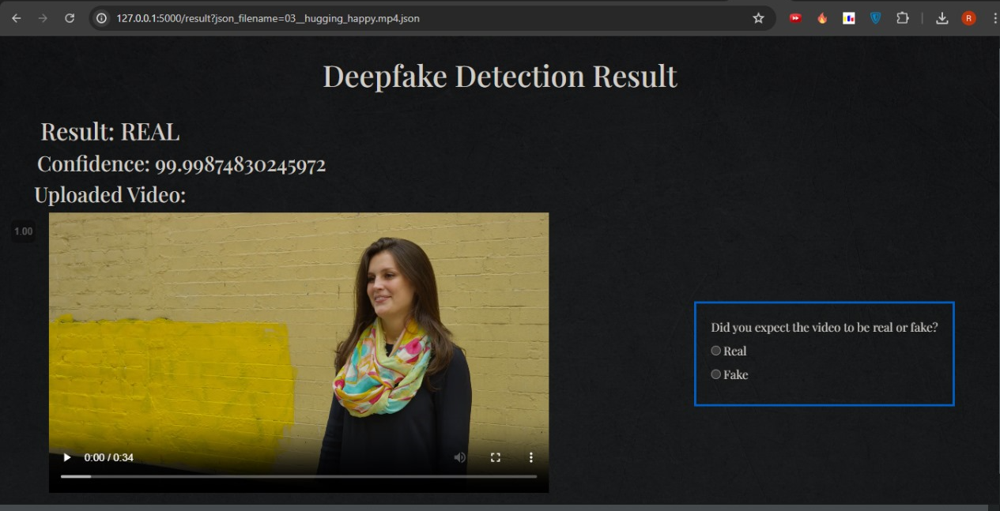 127.0.0.1:5000/result?json_filename=03__hugging_happy.mp4.json
R
Deepfake Detection Result
Result: REAL
Confidence: 99.99874830245972
Uploaded Video:
1.00
Did you expect the video to be real or fake?
Real
Fake
0:00 / 0:34